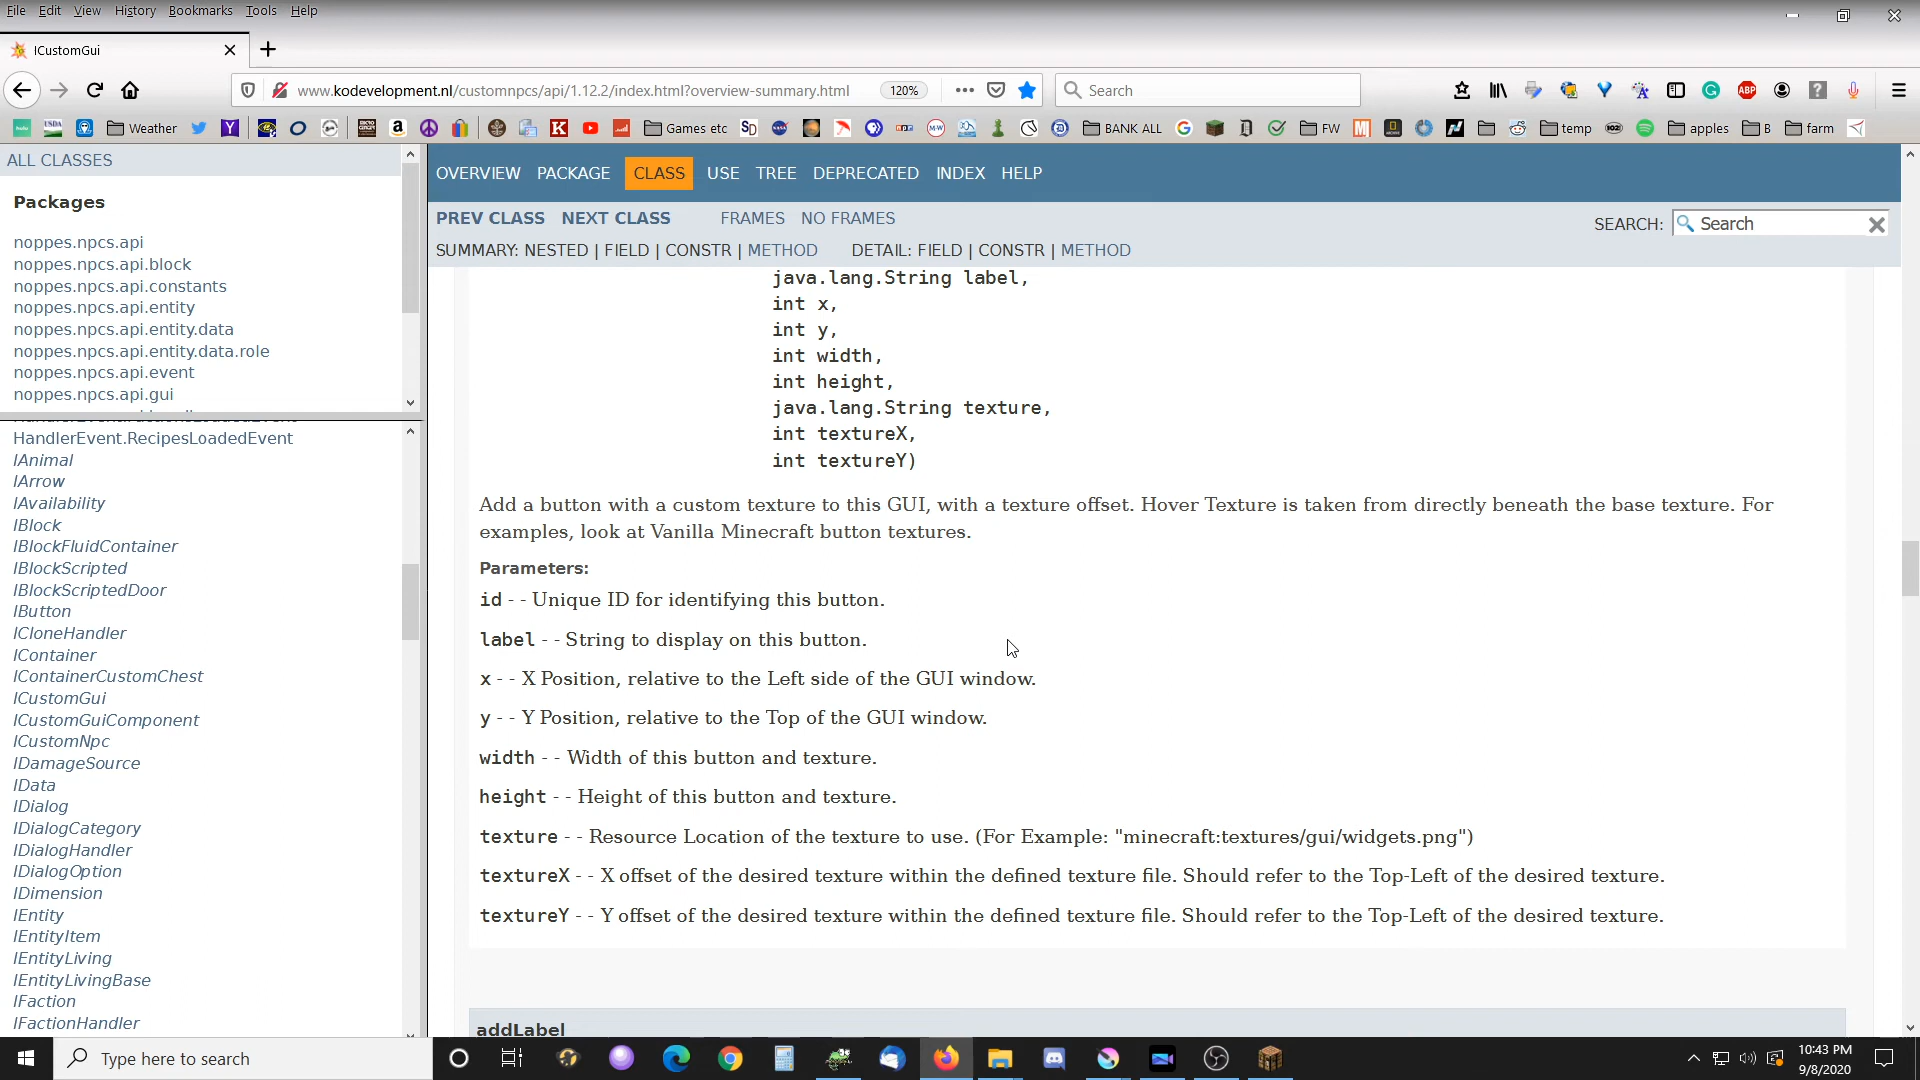 File Edit View History Bookmarks Tools Help
ICustomGui
www.kodevelopment.nl/customnpcs/api/1.12.2/index.html?overview-summary.html 120% Search
Weather Games etc BANK ALL FW temp apples B farm
ALL CLASSES
Packages
noppes.npcs.api
noppes.npcs.api.block
noppes.npcs.api.constants
noppes.npcs.api.entity
noppes.npcs.api.entity.data
noppes.npcs.api.entity.data.role
noppes.npcs.api.event
noppes.npcs.api.gui
HandlerEvent.RecipesLoadedEvent
IAnimal
IArrow
IAvailability
IBlock
IBlockFluidContainer
IBlockScripted
IBlockScriptedDoor
IButton
ICloneHandler
IContainer
IContainerCustomChest
ICustomGui
ICustomGuiComponent
ICustomNpc
IDamageSource
IData
IDialog
IDialogCategory
IDialogHandler
IDialogOption
IDimension
IEntity
IEntityItem
IEntityLiving
IEntityLivingBase
IFaction
IFactionHandler
OVERVIEW PACKAGE CLASS USE TREE DEPRECATED INDEX HELP
PREV CLASS NEXT CLASS FRAMES NO FRAMES
SEARCH: Search
SUMMARY: NESTED | FIELD | CONSTR | METHOD DETAIL: FIELD | CONSTR | METHOD
java.lang.String label,
int x,
int y,
int width,
int height,
java.lang.String texture,
int textureX,
int textureY)
Add a button with a custom texture to this GUI, with a texture offset. Hover Texture is taken from directly beneath the base texture. For
examples, look at Vanilla Minecraft button textures.
Parameters:
id - - Unique ID for identifying this button.
label - - String to display on this button.
x - - X Position, relative to the Left side of the GUI window.
y - - Y Position, relative to the Top of the GUI window.
width - - Width of this button and texture.
height - - Height of this button and texture.
texture - - Resource Location of the texture to use. (For Example: "minecraft:textures/gui/widgets.png")
textureX - - X offset of the desired texture within the defined texture file. Should refer to the Top-Left of the desired texture.
textureY - - Y offset of the desired texture within the defined texture file. Should refer to the Top-Left of the desired texture.
addLabel
Type here to search
10:43 PM
9/8/2020